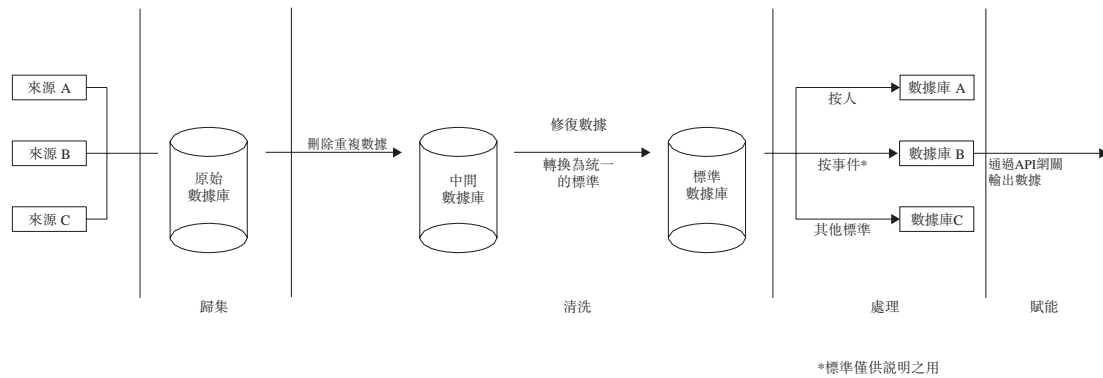 來源 A
來源 B
來源 C
原始
數據庫
刪除重複數據
中間
數據庫
修復數據
轉換為統一
的標準
標準
數據庫
按人
按事件*
其他標準
數據庫 A
數據庫 B
數據庫C
通過API網關
輸出數據
歸集
清洗
處理
賦能
*標準僅供説明之用